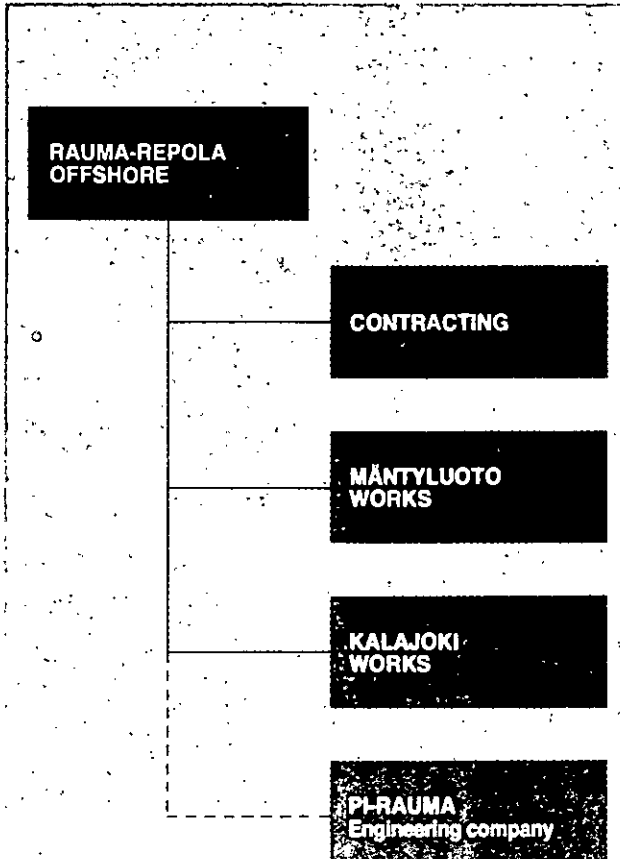 RAUMA-REPOLA
OFFSHORE
CONTRACTING
MÄNTYLUOTO
WORKS
KALAJOKI
WORKS
PI-RAUMA
Engineering company